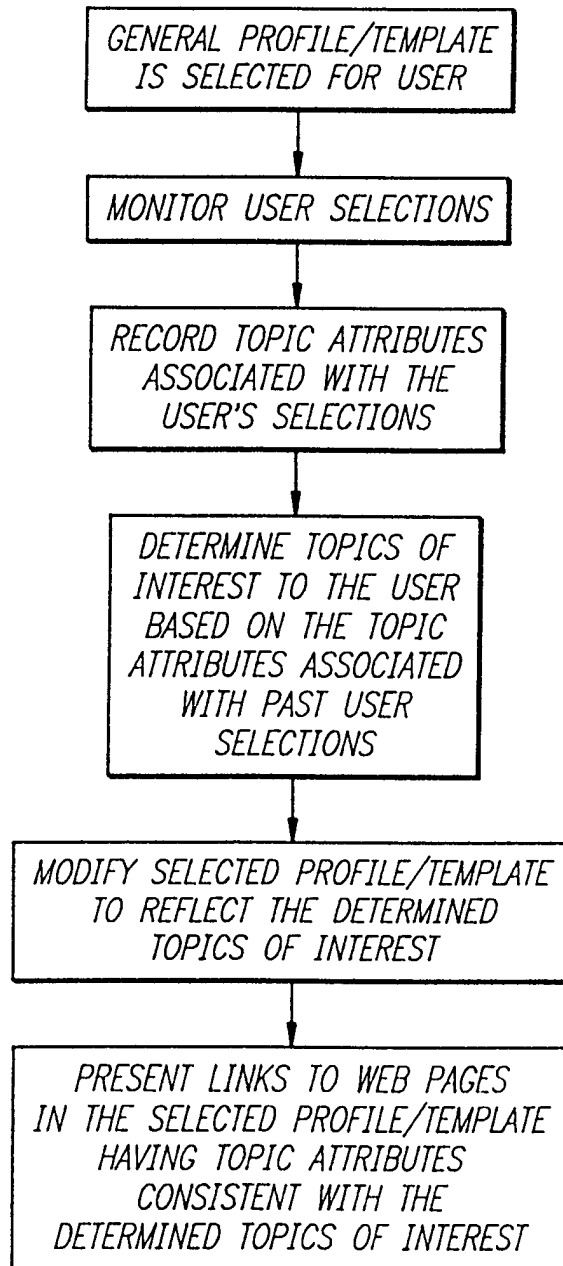 GENERAL PROFILE/TEMPLATE
IS SELECTED FOR USER
MONITOR USER SELECTIONS
RECORD TOPIC ATTRIBUTES
ASSOCIATED WITH THE
USER'S SELECTIONS
DETERMINE TOPICS OF
INTEREST TO THE USER
BASED ON THE TOPIC
ATTRIBUTES ASSOCIATED
WITH PAST USER
SELECTIONS
MODIFY SELECTED PROFILE/TEMPLATE
TO REFLECT THE DETERMINED
TOPICS OF INTEREST
PRESENT LINKS TO WEB PAGES
IN THE SELECTED PROFILE/TEMPLATE
HAVING TOPIC ATTRIBUTES
CONSISTENT WITH THE
DETERMINED TOPICS OF INTEREST